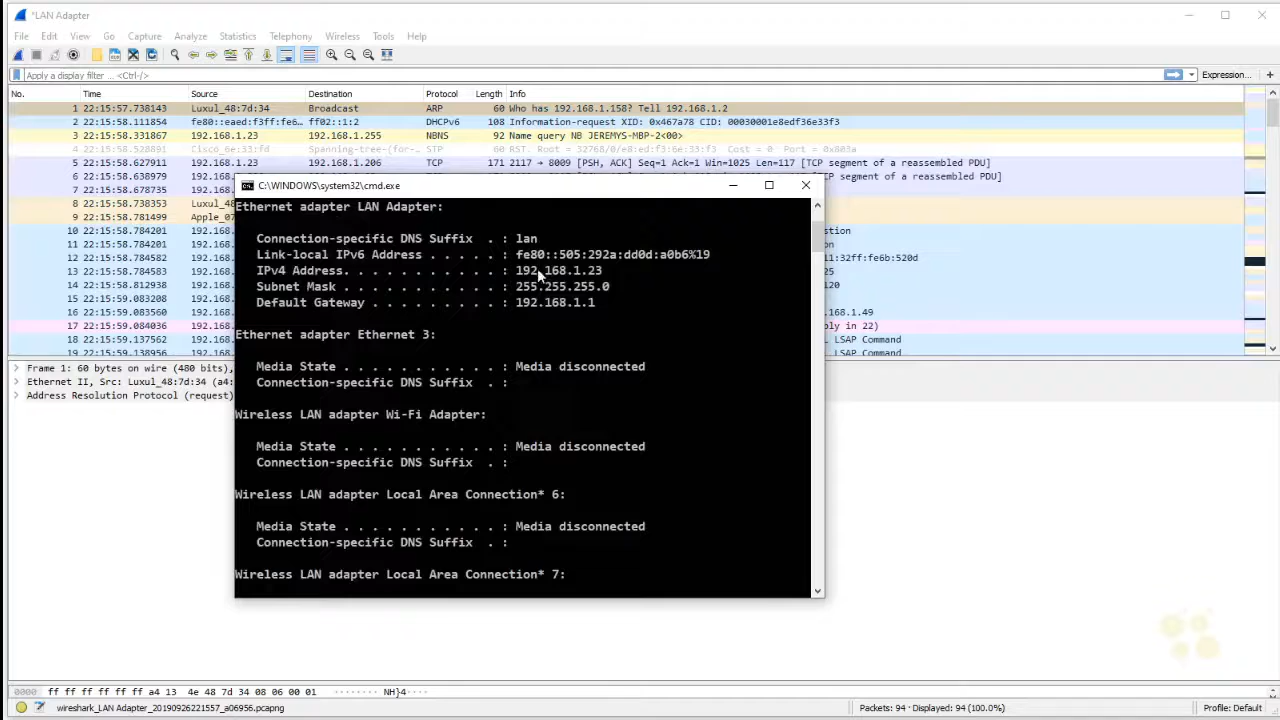 *LAN Adapter
File Edit View Go Capture Analyze Statistics Telephony Wireless Tools Help
Apply a display filter ... <Ctrl-/>
Expression... +
No. Time Source Destination Protocol Length Info
1 22:15:57.738143 Luxul_48:7d:34 Broadcast ARP 60 Who has 192.168.1.158? Tell 192.168.1.2
2 22:15:58.111854 fe80::eaed:f3ff:fe6… ff02::1:2 DHCPv6 108 Information-request XID: 0x467a78 CID: 00030001e8edf36e33f3
3 22:15:58.331867 192.168.1.23 192.168.1.255 NBNS 92 Name query NB JEREMYS-MBP-2<00>
4 22:15:58.528891 Cisco_6e:33:fd Spanning-tree-(for-… STP 60 RST. Root = 32768/0/e8:ed:f3:6e:33:f3 Cost = 0 Port = 0x803a
5 22:15:58.627911 192.168.1.23 192.168.1.206 TCP 171 2117 → 8009 [PSH, ACK] Seq=1 Ack=1 Win=1025 Len=117 [TCP segment of a reassembled PDU]
6 22:15:58.638979 192.168. [TCP segment of a reassembled PDU]
7 22:15:58.678735 192.168.
8 22:15:58.738353 Luxul_48
9 22:15:58.781499 Apple_07
10 22:15:58.784201 192.168. stion
11 22:15:58.784201 192.168. on
12 22:15:58.784583 192.168. 11:32ff:fe6b:520d
13 22:15:58.784583 192.168. 25
14 22:15:58.812938 192.168. 120
15 22:15:59.083208 192.168.
16 22:15:59.083560 192.168. 192.168.1.49
17 22:15:59.084036 192.168. ply in 22)
18 22:15:59.137562 192.168. LSAP Command
19 22:15:59.138956 192.168. LSAP Command
C:\WINDOWS\system32\cmd.exe
Ethernet adapter LAN Adapter:
Connection-specific DNS Suffix . : lan
Link-local IPv6 Address . . . . . : fe80::505:292a:dd0d:a0b6%19
IPv4 Address. . . . . . . . . . . : 192.168.1.23
Subnet Mask . . . . . . . . . . . : 255.255.255.0
Default Gateway . . . . . . . . . : 192.168.1.1
Ethernet adapter Ethernet 3:
Media State . . . . . . . . . . . : Media disconnected
Connection-specific DNS Suffix . :
Wireless LAN adapter Wi-Fi Adapter:
Media State . . . . . . . . . . . : Media disconnected
Connection-specific DNS Suffix . :
Wireless LAN adapter Local Area Connection* 6:
Media State . . . . . . . . . . . : Media disconnected
Connection-specific DNS Suffix . :
Wireless LAN adapter Local Area Connection* 7:
Frame 1: 60 bytes on wire (480 bits),
Ethernet II, Src: Luxul_48:7d:34 (a4:
Address Resolution Protocol (request)
0000 ff ff ff ff ff ff a4 13 4e 48 7d 34 08 06 00 01 ········ NH}4····
wireshark_LAN Adapter_20190926221557_a06956.pcapng
Packets: 94 · Displayed: 94 (100.0%)
Profile: Default